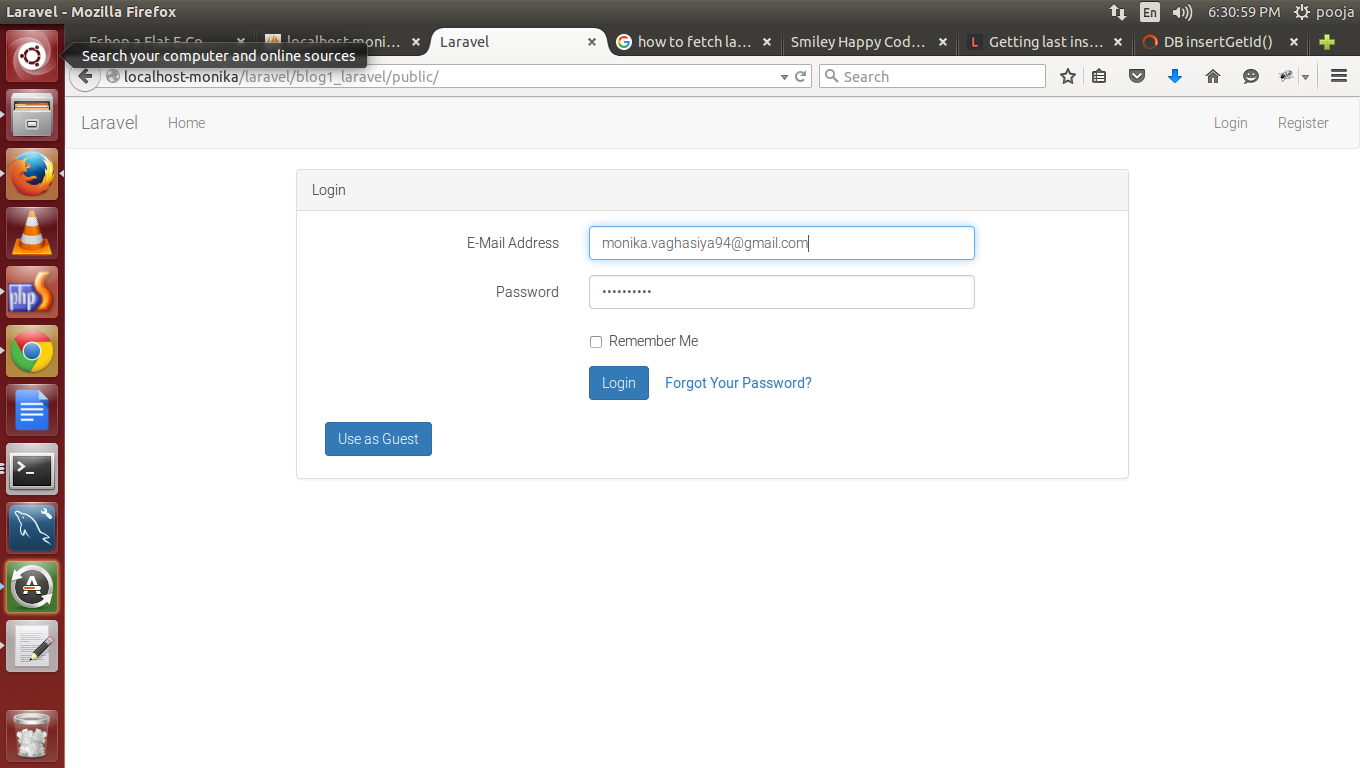 Laravel - Mozilla Firefox
En
6:30:59 PM
pooja
localhost-moni...
Laravel
how to fetch la...
Smiley Happy Cod...
Getting last ins...
DB insertGetId()
Search your computer and online sources
localhost-monika/laravel/blog1_laravel/public/
Search
Laravel
Home
Login
Register
Login
E-Mail Address
monika.vaghasiya94@gmail.com
Password
Remember Me
Login
Forgot Your Password?
Use as Guest
php